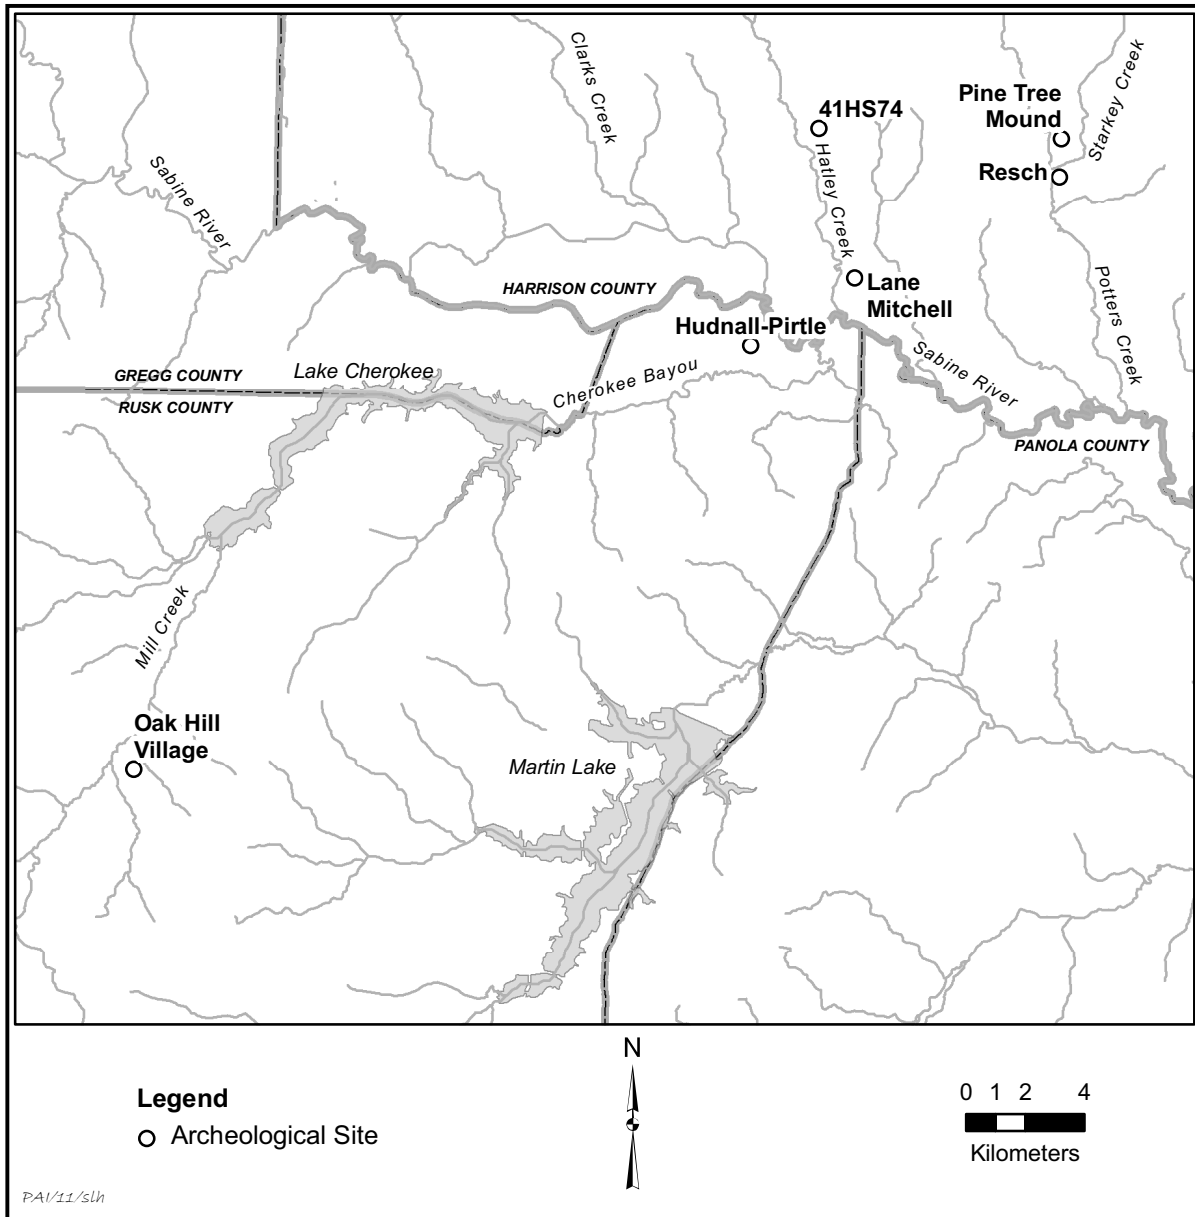 Clarks Creek
Starkey Creek
Pine Tree
Mound
41HS74
Hatley Creek
Resch
Sabine River
Lane
Mitchell
Potters Creek
HARRISON COUNTY
Hudnall-Pirtle
Sabine River
GREGG COUNTY
Lake Cherokee
Cherokee Bayou
RUSK COUNTY
PANOLA COUNTY
Mill Creek
Oak Hill
Village
Martin Lake
N
Legend
Archeological Site
0 1 2 4
Kilometers
PAI/11/slh